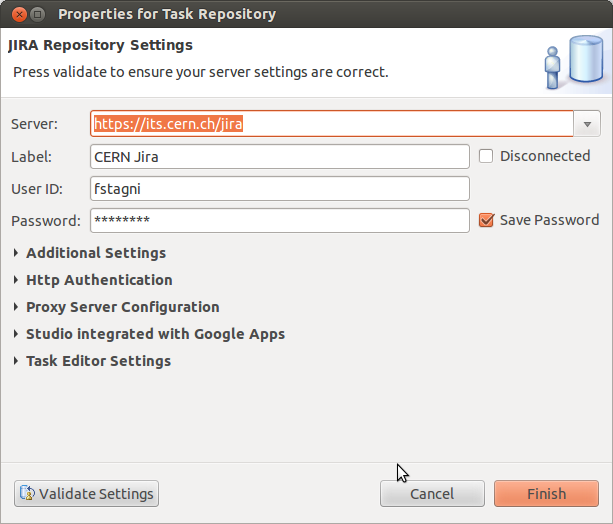 Properties for Task Repository
JIRA Repository Settings
Press validate to ensure your server settings are correct.
Server: https://its.cern.ch/jira
Label: CERN Jira Disconnected
User ID: fstagni
Password: ******** Save Password
Additional Settings
Http Authentication
Proxy Server Configuration
Studio integrated with Google Apps
Task Editor Settings
Validate Settings Cancel Finish